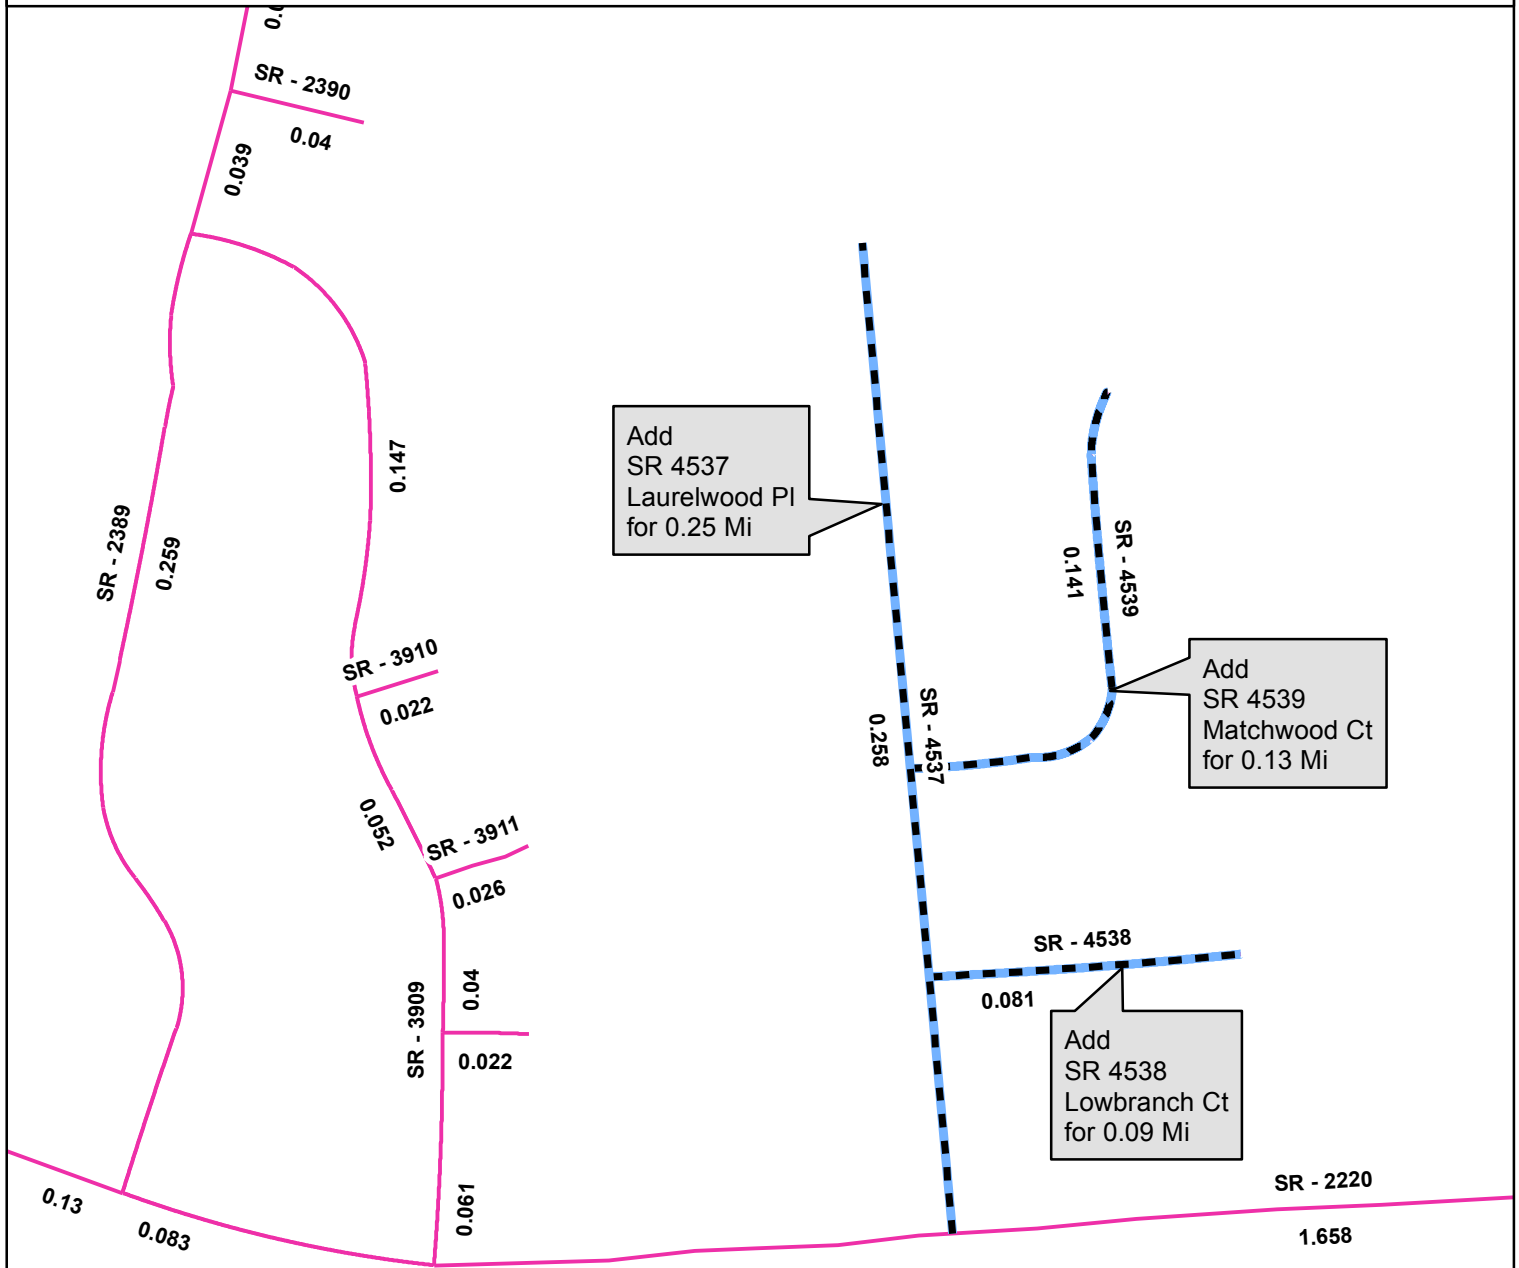 0.0
SR - 2390
0.04
0.039
0.147
Add
SR 4537
Laurelwood Pl
for 0.25 Mi
SR - 2389
0.259
0.141
SR - 4539
SR - 3910
0.022
Add
SR 4539
Matchwood Ct
for 0.13 Mi
0.258
SR - 4537
0.052
SR - 3911
0.026
SR - 4538
0.081
SR - 3909
0.04
0.022
Add
SR 4538
Lowbranch Ct
for 0.09 Mi
0.13
0.083
0.061
SR - 2220
1.658